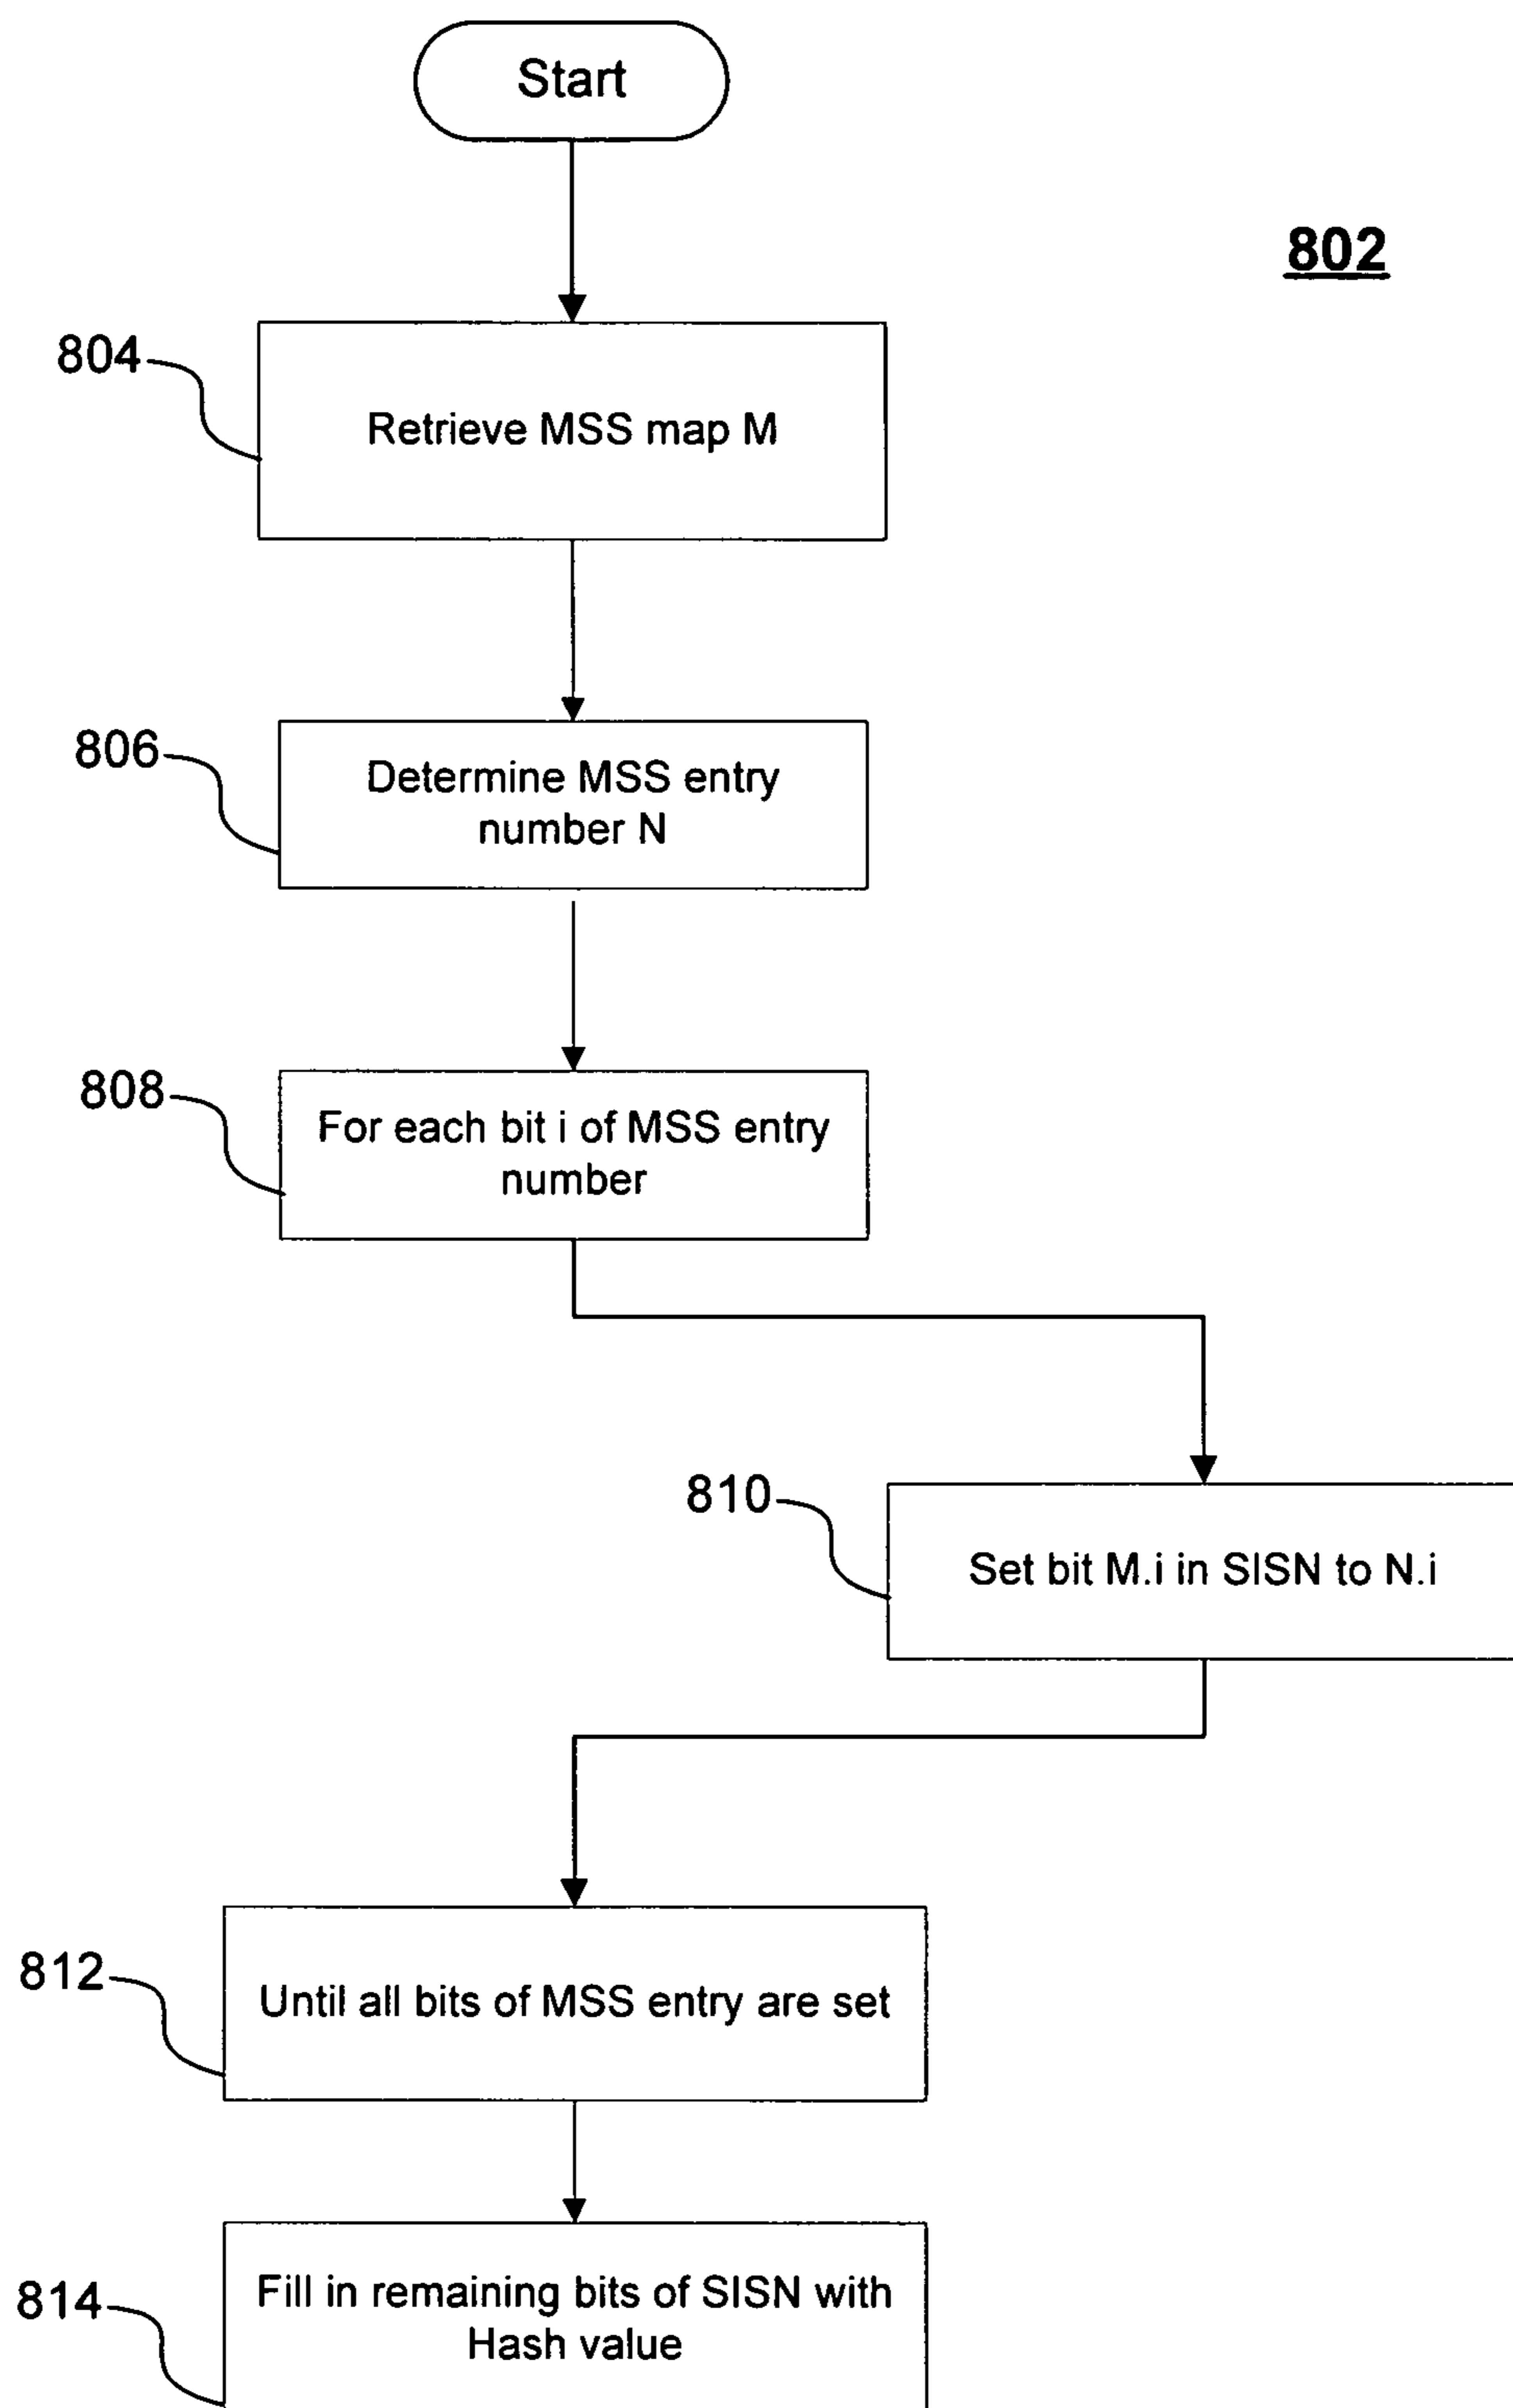 Start
802
804
Retrieve MSS map M
806
Determine MSS entry
number N
808
For each bit i of MSS entry
number
810
Set bit M.i in SISN to N.i
812
Until all bits of MSS entry are set
814
Fill in remaining bits of SISN with
Hash value